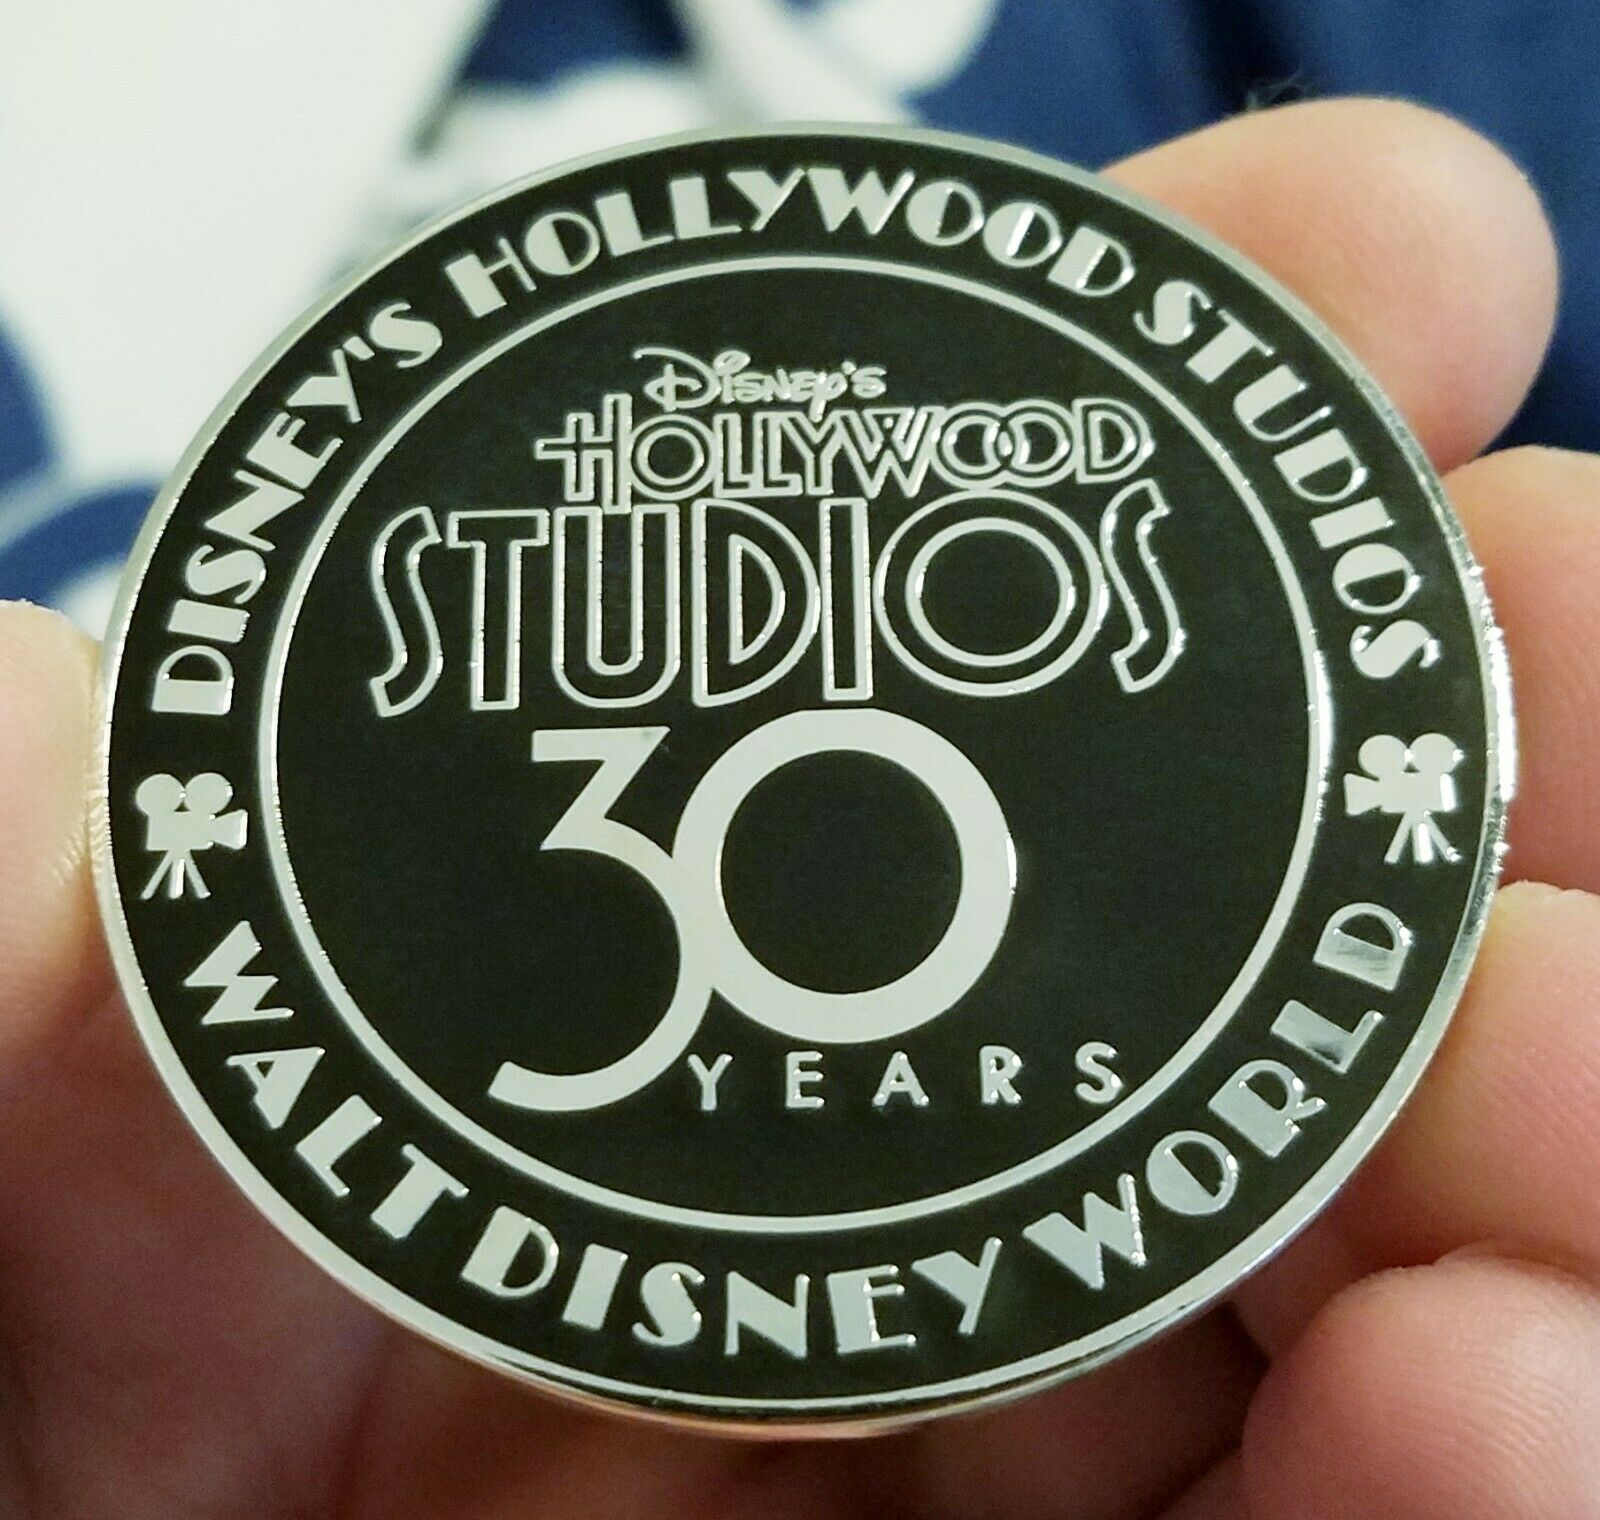 DISNEY'S HOLLYWOOD STUDIOS
DISNEY'S
HOLLYWOOD
STUDIOS
30
YEARS
WALT DISNEY WORLD